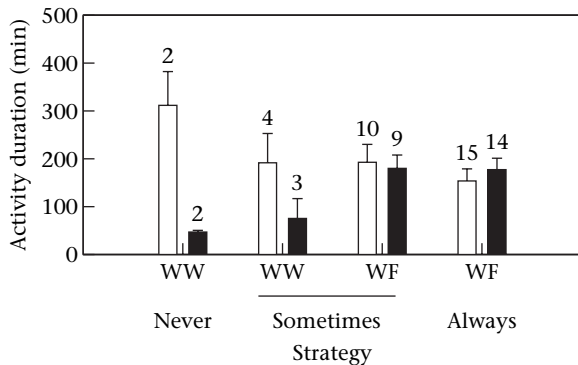 500
400
300
200
100
0
Activity duration (min)
2
2
4
3
10
9
15
14
WW
WW
WF
WF
Never
Sometimes
Always
Strategy